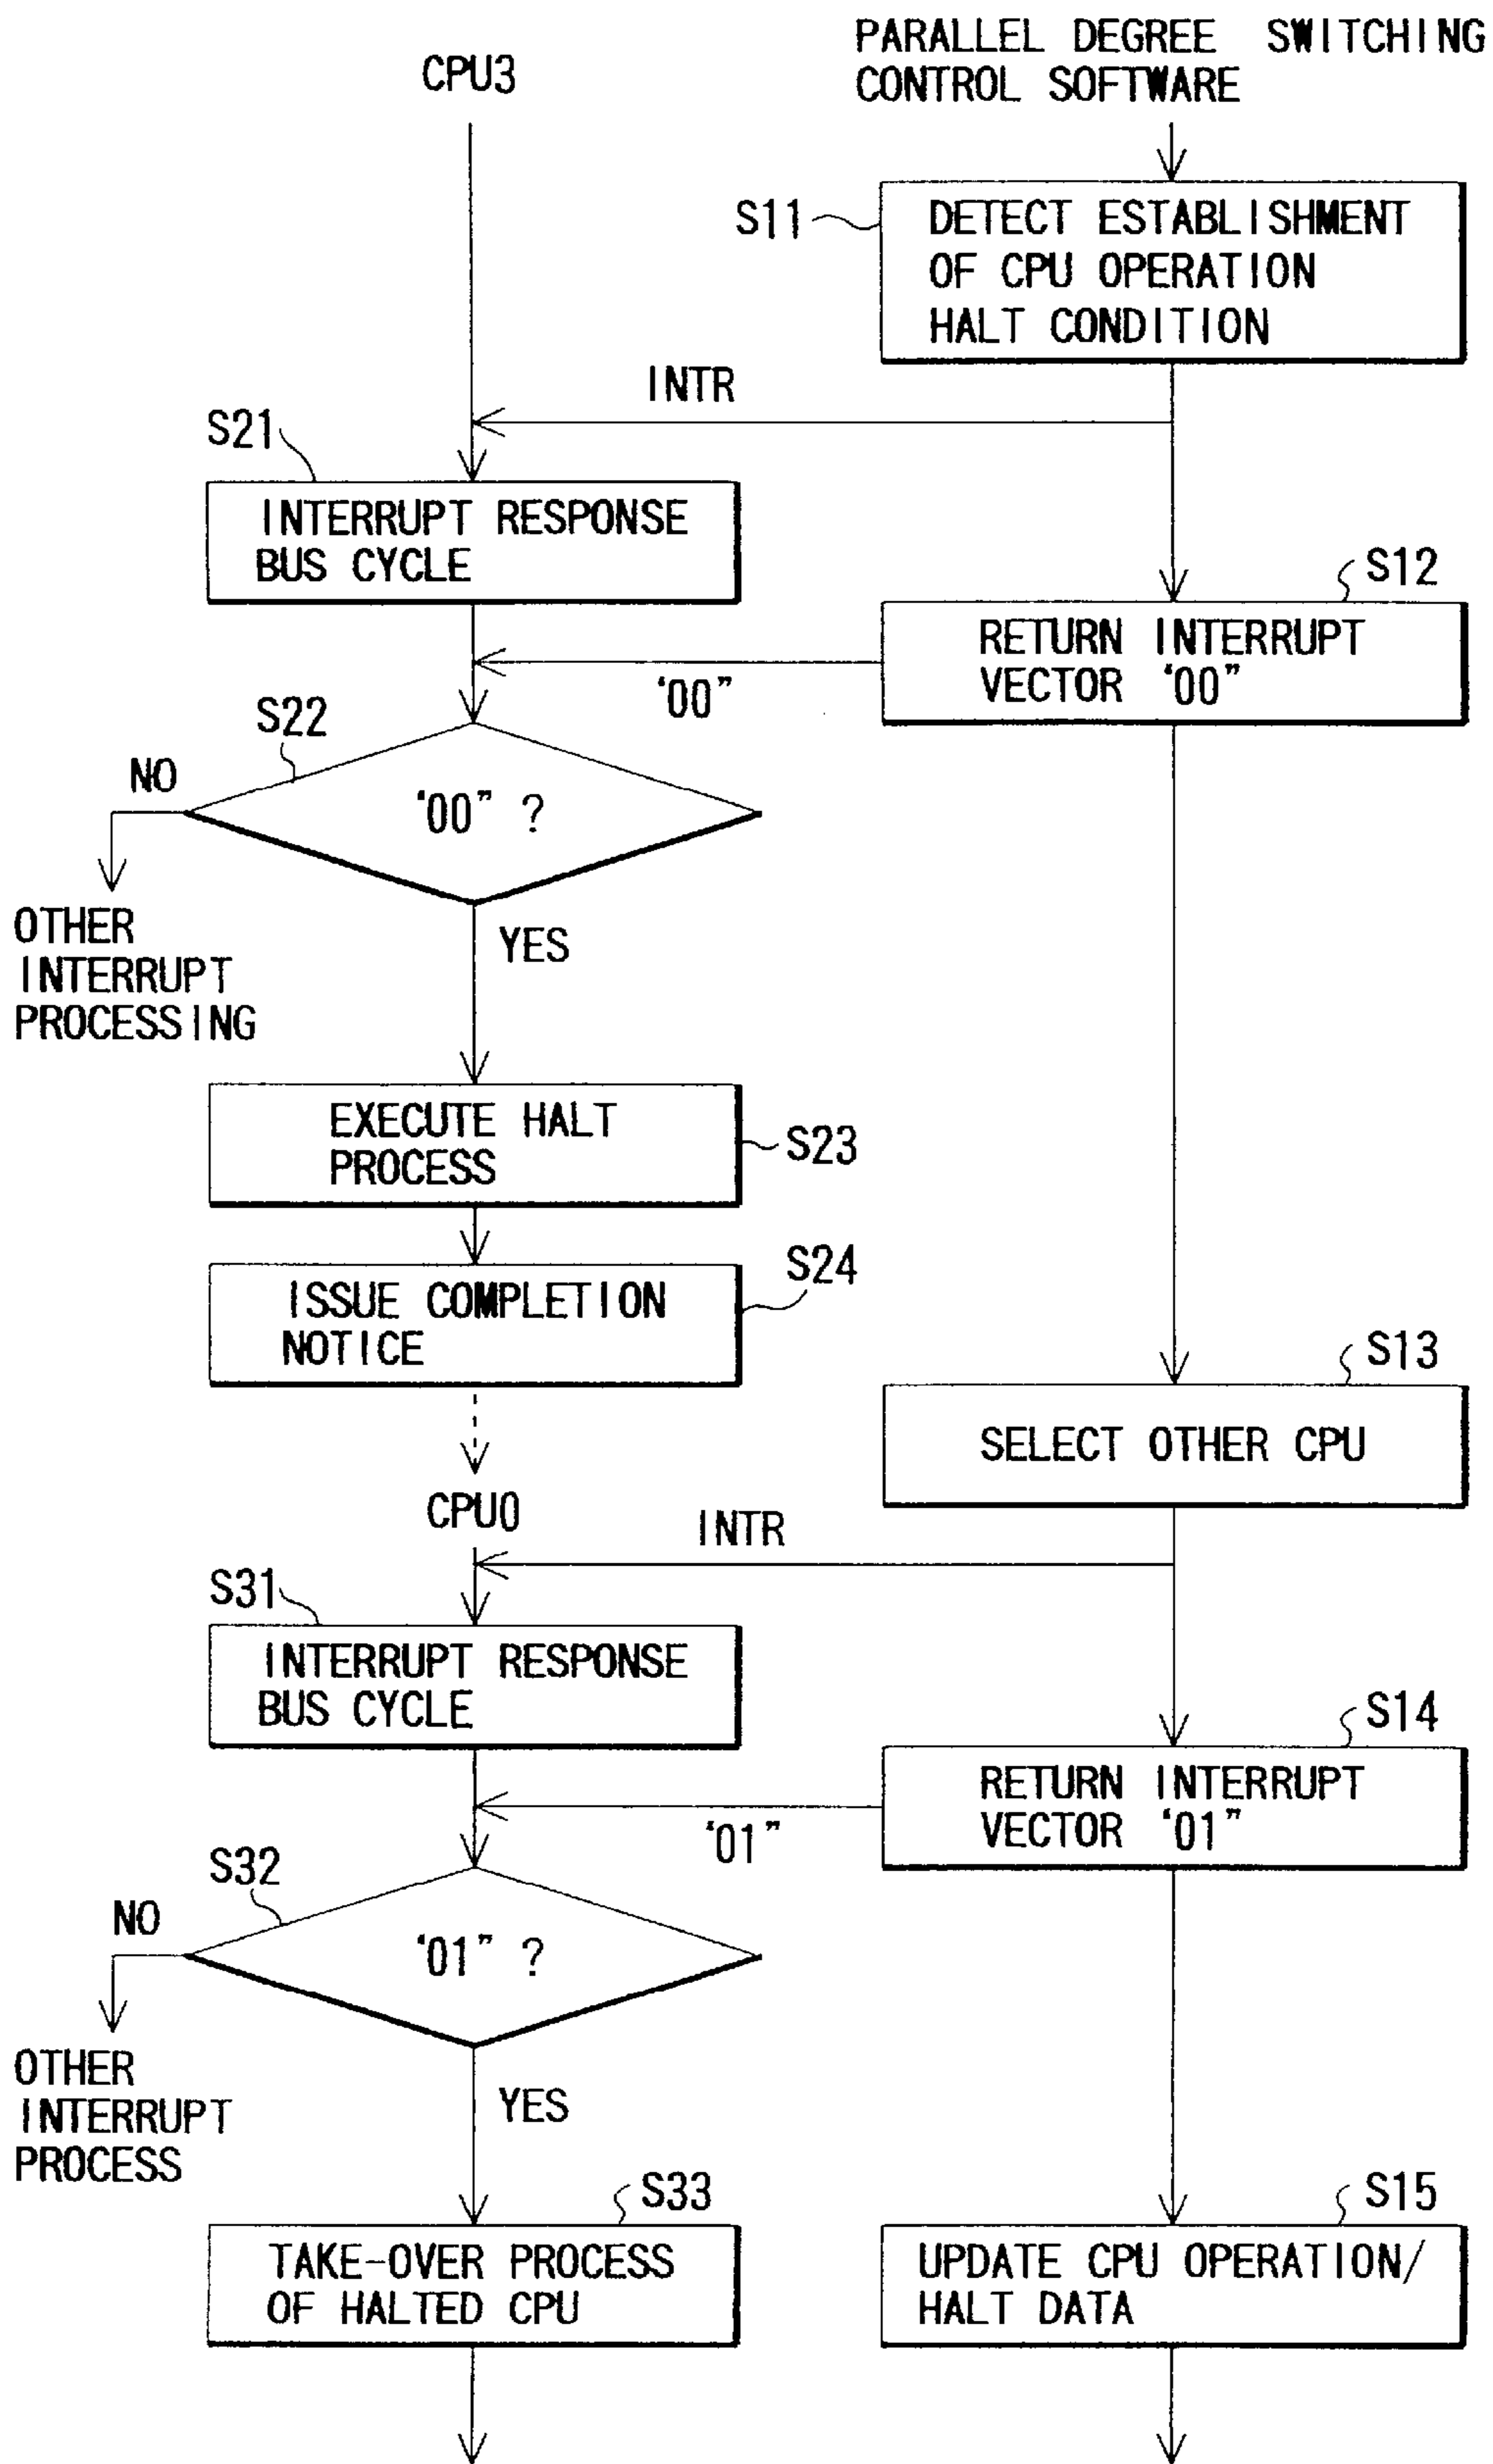 PARALLEL DEGREE SWITCHING
CONTROL SOFTWARE
CPU3
S11
DETECT ESTABLISHMENT
OF CPU OPERATION
HALT CONDITION
INTR
S21
INTERRUPT RESPONSE
BUS CYCLE
S12
RETURN INTERRUPT
VECTOR ‘00”
‘00”
S22
NO
‘00” ?
OTHER
INTERRUPT
PROCESSING
YES
EXECUTE HALT
PROCESS
S23
S24
ISSUE COMPLETION
NOTICE
S13
SELECT OTHER CPU
CPU0
INTR
S31
INTERRUPT RESPONSE
BUS CYCLE
S14
RETURN INTERRUPT
VECTOR ‘01”
‘01”
S32
NO
‘01” ?
OTHER
INTERRUPT
PROCESS
YES
S33
TAKE-OVER PROCESS
OF HALTED CPU
S15
UPDATE CPU OPERATION/
HALT DATA